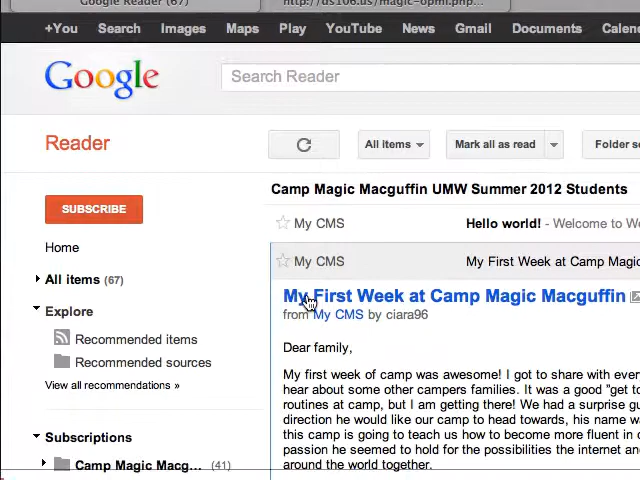 Google Reader (67) http://ds106.us/magic-opml.php...
+You Search Images Maps Play YouTube News Gmail Documents Calen
Google Search Reader
Reader All items Mark all as read Folder se
Camp Magic Macguffin UMW Summer 2012 Students
SUBSCRIBE
My CMS Hello world! - Welcome to We
Home
My CMS My First Week at Camp Magi
All items (67)
My First Week at Camp Magic Macguffin
Explore
from My CMS by ciara96
Recommended items
Dear family,
Recommended sources
My first week of camp was awesome! I got to share with ever
View all recommendations »
hear about some other campers families. It was a good "get to
routines at camp, but I am getting there! We had a surprise gu
direction he would like our camp to head towards, his name wa
Subscriptions
this camp is going to teach us how to become more fluent in c
passion he seemed to hold for the possibilities the internet and
Camp Magic Macg... (41)
around the world together.